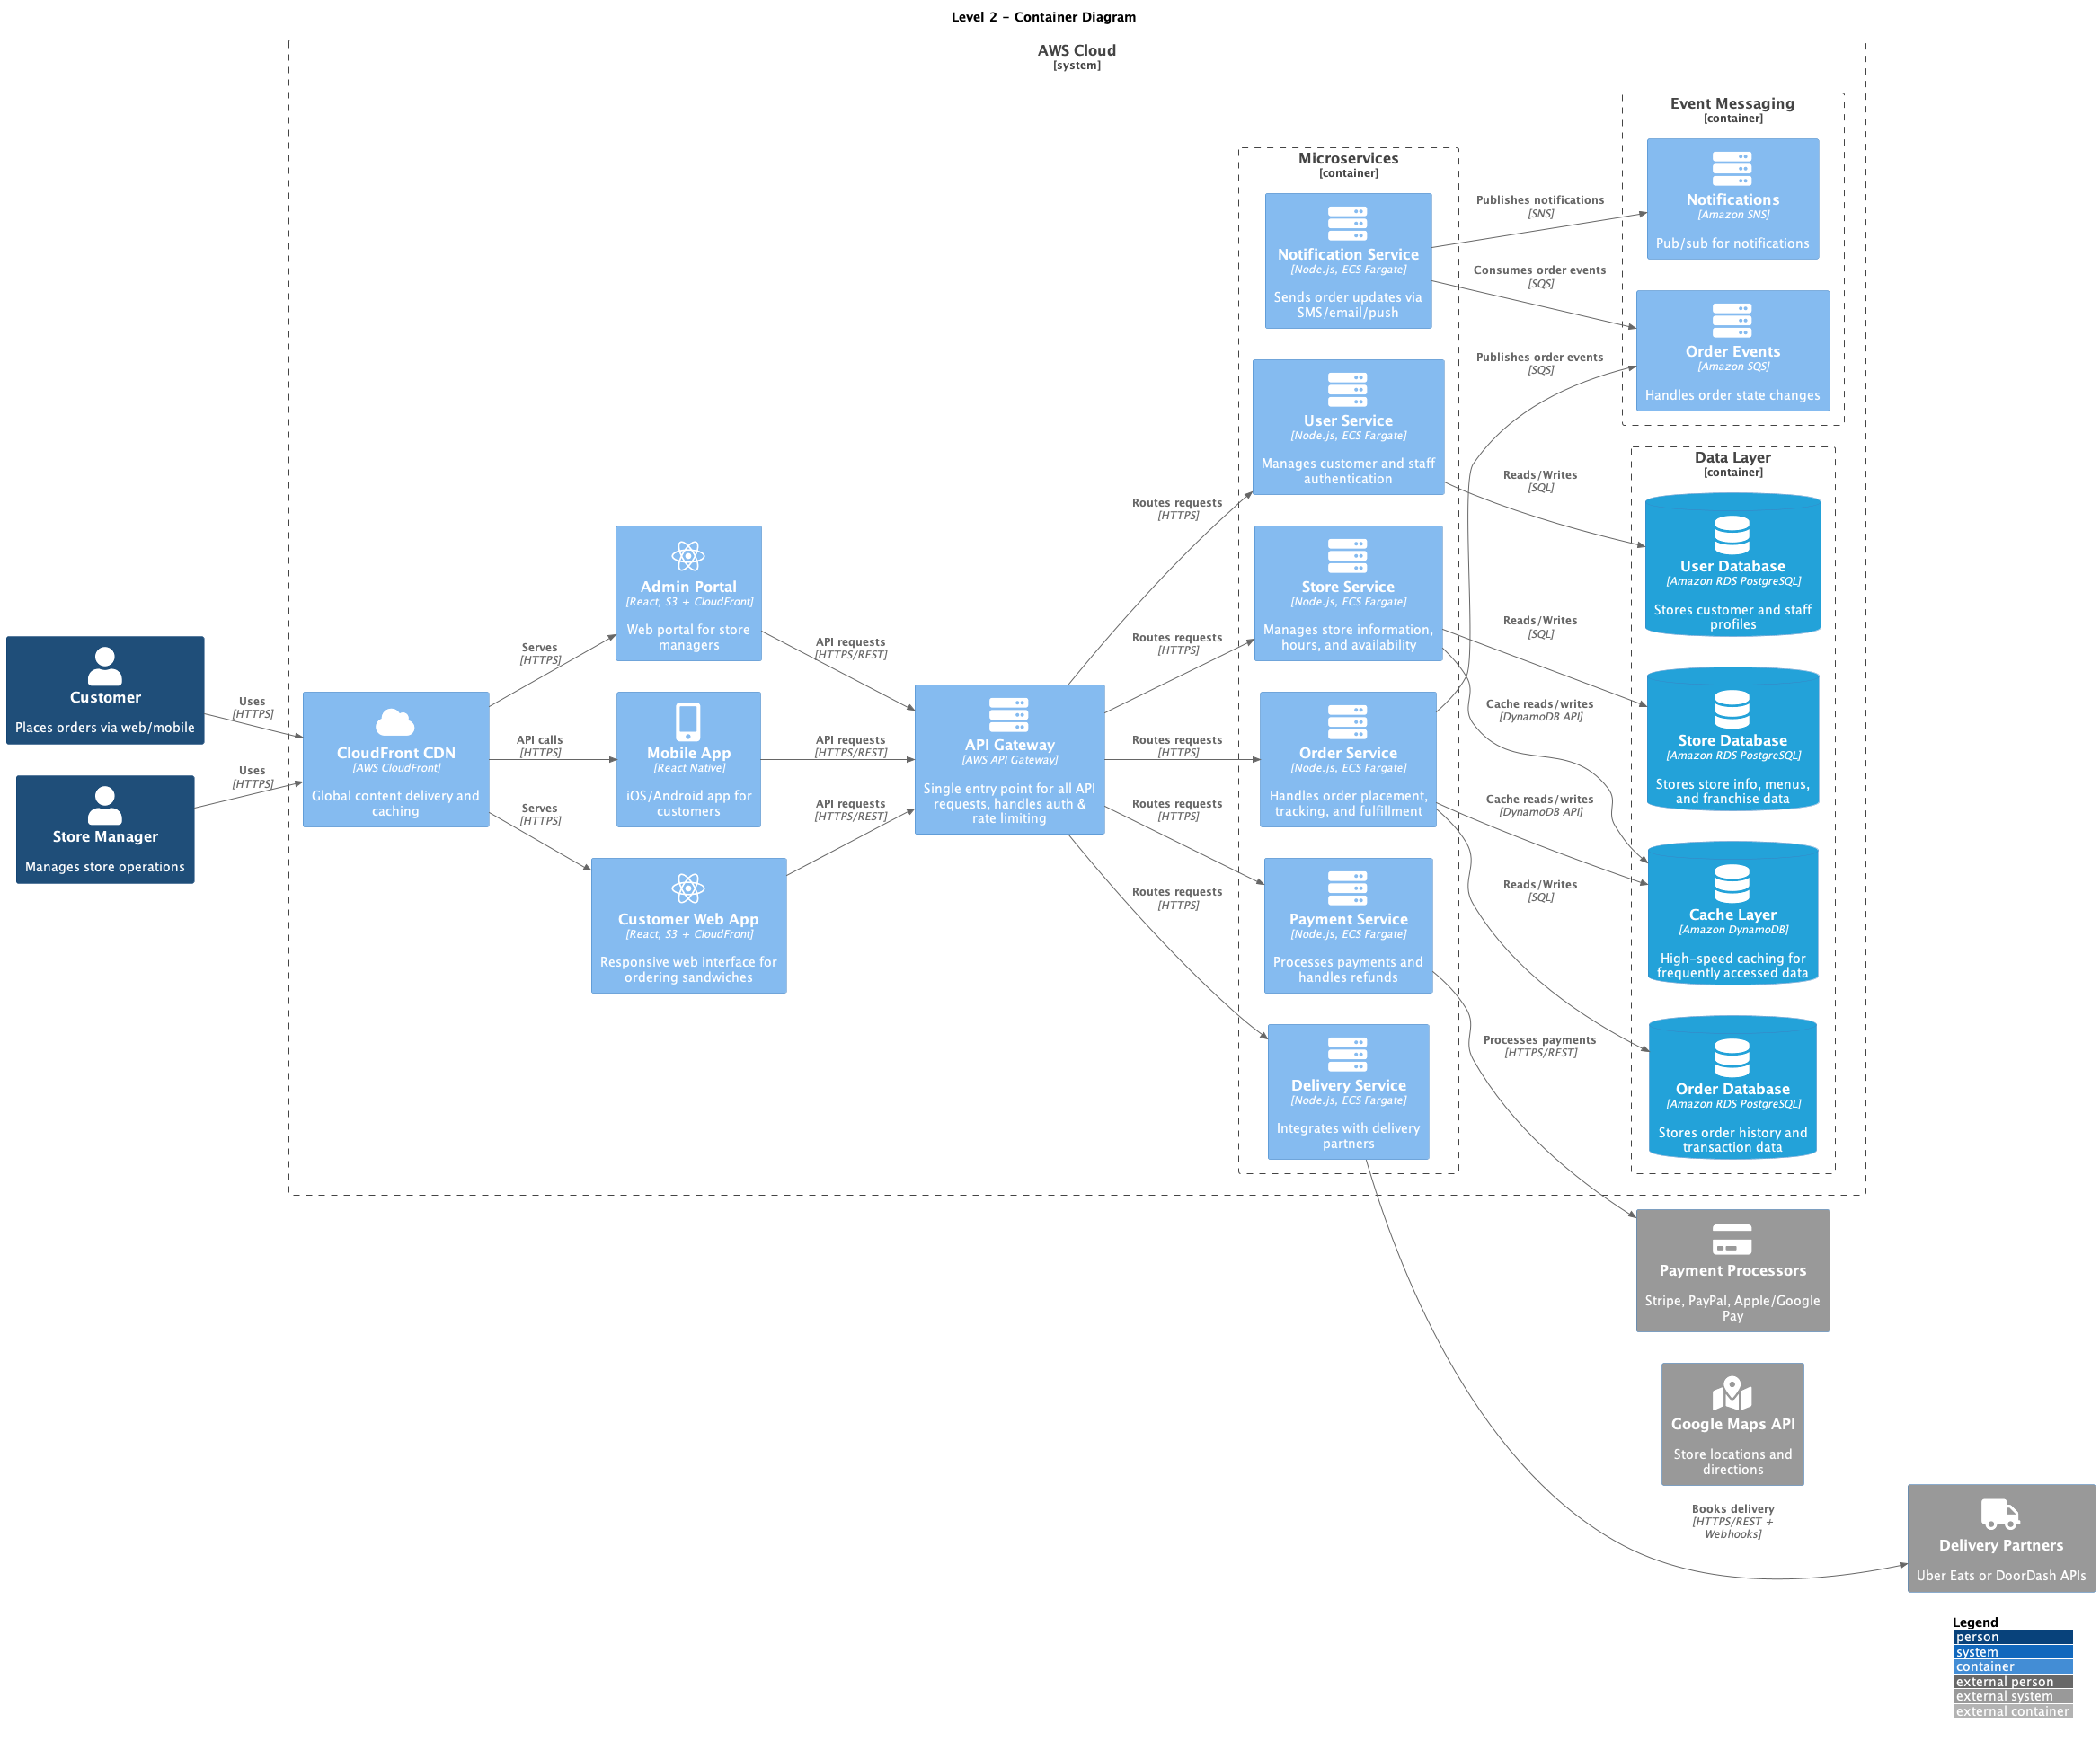 Level 2 - Container Diagram
AWS Cloud
[system]
Event Messaging
[container]
Notifications
[Amazon SNS]
Pub/sub for notifications
Order Events
[Amazon SQS]
Handles order state changes
Microservices
[container]
Notification Service
[Node.js, ECS Fargate]
Sends order updates via
SMS/email/push
Publishes notifications
[SNS]
Consumes order events
[SQS]
Publishes order events
[SQS]
User Service
[Node.js, ECS Fargate]
Manages customer and staff
authentication
Reads/Writes
[SQL]
Data Layer
[container]
User Database
[Amazon RDS PostgreSQL]
Stores customer and staff
profiles
Store Service
[Node.js, ECS Fargate]
Manages store information,
hours, and availability
Reads/Writes
[SQL]
Cache reads/writes
[DynamoDB API]
Store Database
[Amazon RDS PostgreSQL]
Stores store info, menus,
and franchise data
Order Service
[Node.js, ECS Fargate]
Handles order placement,
tracking, and fulfillment
Cache reads/writes
[DynamoDB API]
Reads/Writes
[SQL]
Cache Layer
[Amazon DynamoDB]
High-speed caching for
frequently accessed data
Payment Service
[Node.js, ECS Fargate]
Processes payments and
handles refunds
Processes payments
[HTTPS/REST]
Order Database
[Amazon RDS PostgreSQL]
Stores order history and
transaction data
Delivery Service
[Node.js, ECS Fargate]
Integrates with delivery
partners
Customer
Places orders via web/mobile
Store Manager
Manages store operations
Uses
[HTTPS]
Uses
[HTTPS]
CloudFront CDN
[AWS CloudFront]
Global content delivery and
caching
Serves
[HTTPS]
API calls
[HTTPS]
Serves
[HTTPS]
Admin Portal
[React, S3 + CloudFront]
Web portal for store
managers
Mobile App
[React Native]
iOS/Android app for
customers
Customer Web App
[React, S3 + CloudFront]
Responsive web interface for
ordering sandwiches
API requests
[HTTPS/REST]
API requests
[HTTPS/REST]
API requests
[HTTPS/REST]
API Gateway
[AWS API Gateway]
Single entry point for all API
requests, handles auth &
rate limiting
Routes requests
[HTTPS]
Routes requests
[HTTPS]
Routes requests
[HTTPS]
Routes requests
[HTTPS]
Routes requests
[HTTPS]
Payment Processors
Stripe, PayPal, Apple/Google
Pay
Google Maps API
Store locations and
directions
Books delivery
[HTTPS/REST +
Webhooks]
Delivery Partners
Uber Eats or DoorDash APIs
Legend
person
system
container
external person
external system
external container